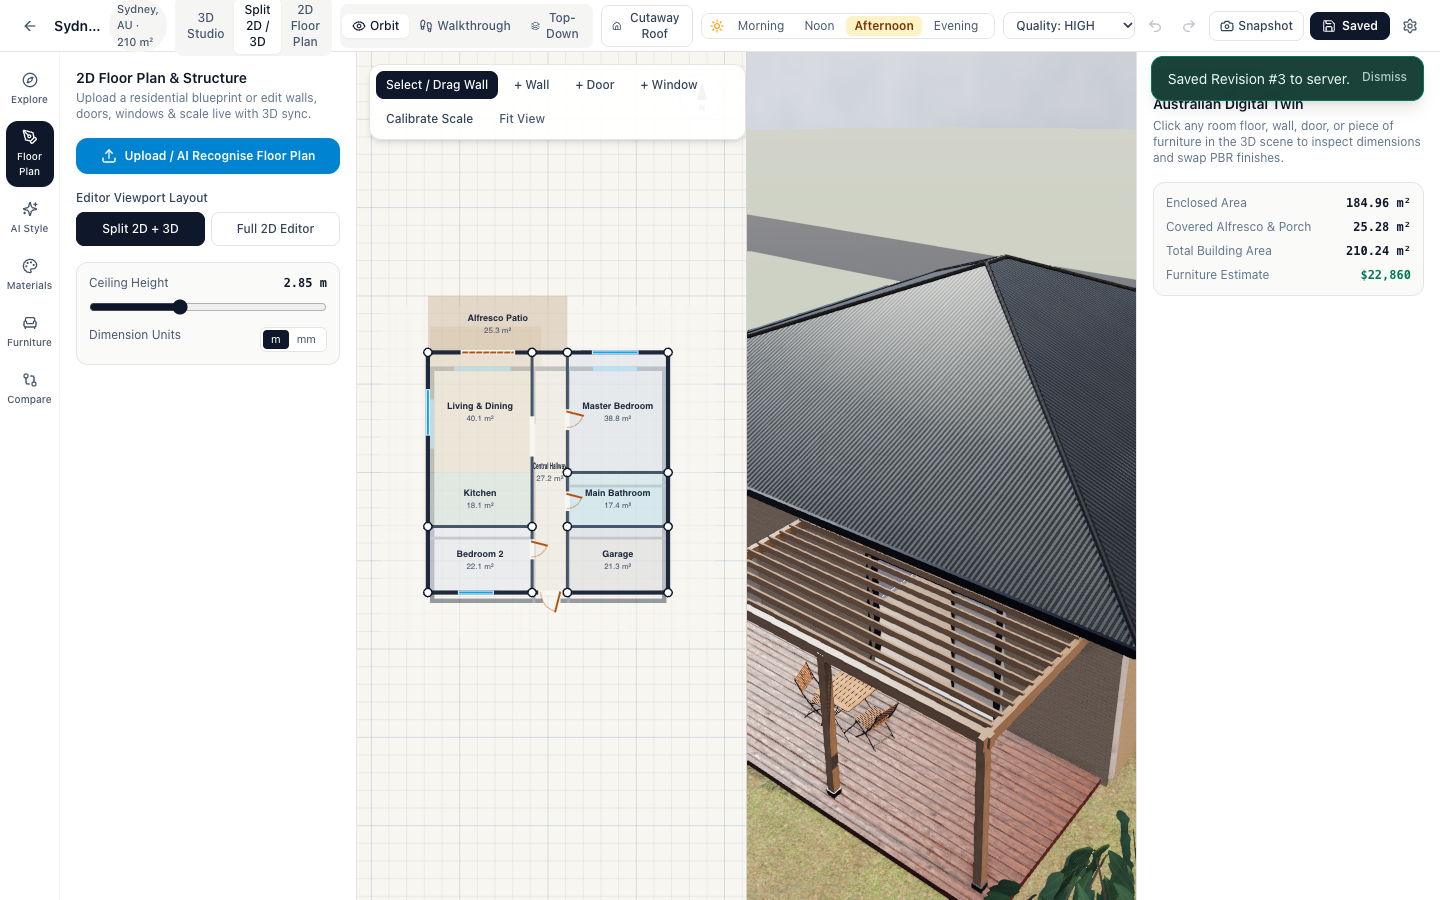 Sydn...
Sydney,
AU ·
210 m²
3D
Studio
Split
2D /
3D
2D
Floor
Plan
Orbit
Walkthrough
Top-
Down
Cutaway
Roof
Morning
Noon
Afternoon
Evening
Quality: HIGH
Snapshot
Saved
Explore
Floor
Plan
AI Style
Materials
Furniture
Compare
2D Floor Plan & Structure
Upload a residential blueprint or edit walls,
doors, windows & scale live with 3D sync.
Upload / AI Recognise Floor Plan
Editor Viewport Layout
Split 2D + 3D
Full 2D Editor
Ceiling Height
2.85 m
Dimension Units
m
mm
Select / Drag Wall
+ Wall
+ Door
+ Window
Calibrate Scale
Fit View
N
Alfresco Patio
25.3 m²
Living & Dining
40.1 m²
Master Bedroom
38.8 m²
Central Hallway
27.2 m²
Kitchen
18.1 m²
Main Bathroom
17.4 m²
Bedroom 2
22.1 m²
Garage
21.3 m²
Saved Revision #3 to server.
Dismiss
Australian Digital Twin
Click any room floor, wall, door, or piece of
furniture in the 3D scene to inspect dimensions
and swap PBR finishes.
Enclosed Area
184.96 m²
Covered Alfresco & Porch
25.28 m²
Total Building Area
210.24 m²
Furniture Estimate
$22,860